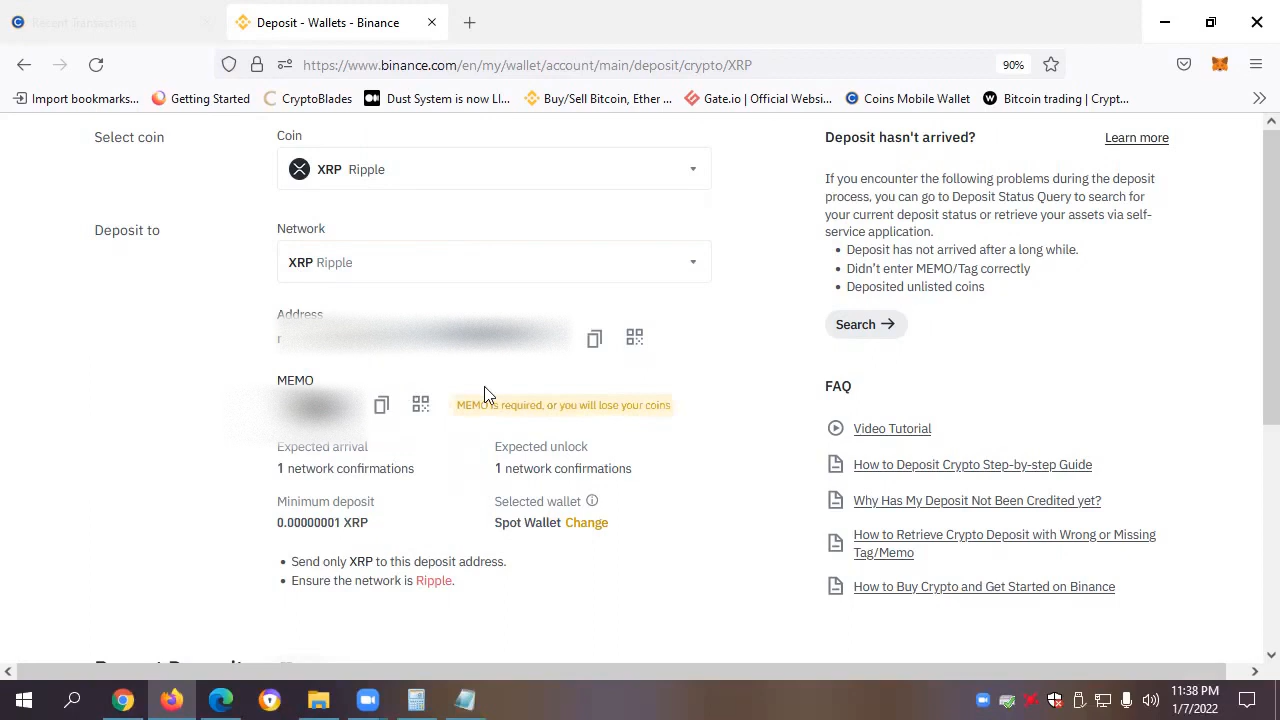 Recent Transactions
Deposit - Wallets - Binance
https://www.binance.com/en/my/wallet/account/main/deposit/crypto/XRP
90%
Import bookmarks...
Getting Started
CryptoBlades
Dust System is now LI...
Buy/Sell Bitcoin, Ether ...
Gate.io | Official Websi...
Coins Mobile Wallet
Bitcoin trading | Crypt...
Select coin
Coin
XRP Ripple
Deposit to
Network
XRP Ripple
Address
r
MEMO
MEMO is required, or you will lose your coins
Expected arrival
1 network confirmations
Expected unlock
1 network confirmations
Minimum deposit
0.00000001 XRP
Selected wallet
Spot Wallet Change
• Send only XRP to this deposit address.
• Ensure the network is Ripple.
Deposit hasn't arrived?
Learn more
If you encounter the following problems during the deposit
process, you can go to Deposit Status Query to search for
your current deposit status or retrieve your assets via self-
service application.
• Deposit has not arrived after a long while.
• Didn't enter MEMO/Tag correctly
• Deposited unlisted coins
Search
FAQ
Video Tutorial
How to Deposit Crypto Step-by-step Guide
Why Has My Deposit Not Been Credited yet?
How to Retrieve Crypto Deposit with Wrong or Missing
Tag/Memo
How to Buy Crypto and Get Started on Binance
11:38 PM
1/7/2022